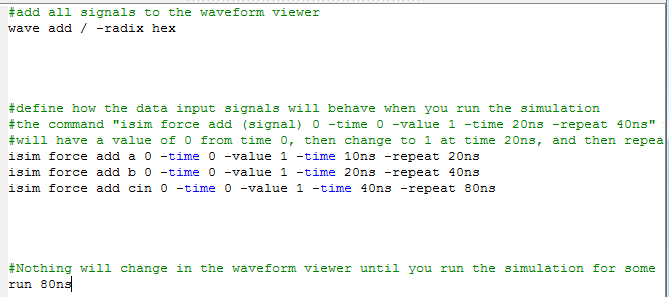 #add all signals to the waveform viewer
wave add / -radix hex
#define how the data input signals will behave when you run the simulation
#the command "isim force add (signal) 0 -time 0 -value 1 -time 20ns -repeat 40ns"
#will have a value of 0 from time 0, then change to 1 at time 20ns, and then repea
isim force add a 0 -time 0 -value 1 -time 10ns -repeat 20ns
isim force add b 0 -time 0 -value 1 -time 20ns -repeat 40ns
isim force add cin 0 -time 0 -value 1 -time 40ns -repeat 80ns
#Nothing will change in the waveform viewer until you run the simulation for some
run 80ns